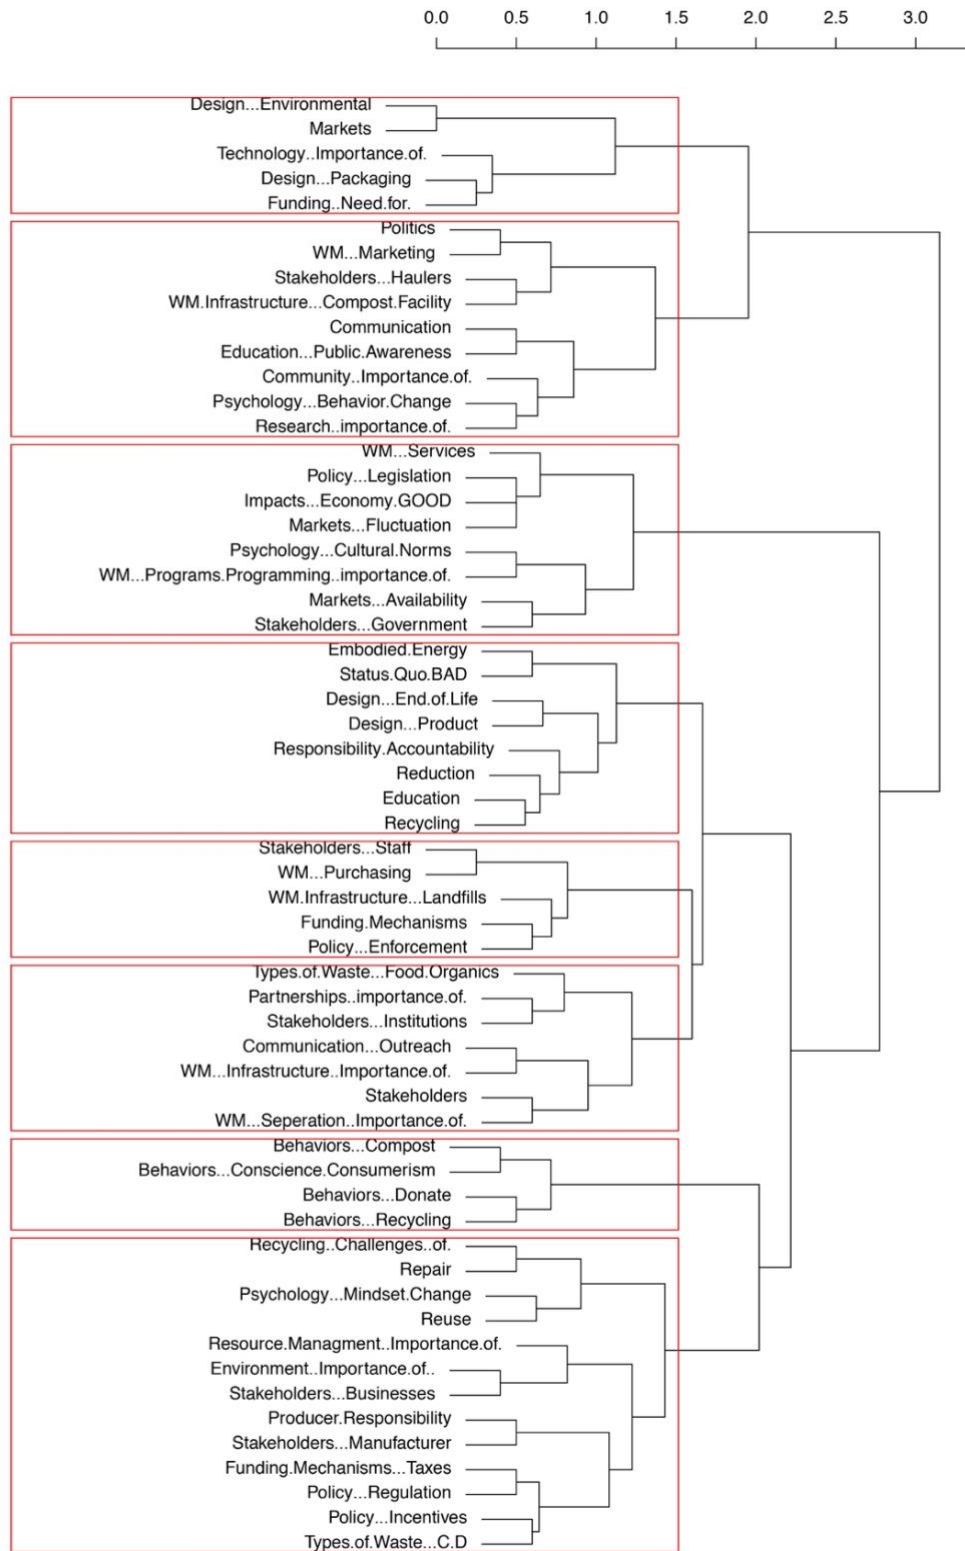 0.0 0.5 1.0 1.5 2.0 2.5 3.0
Design...Environmental
Markets
Technology..Importance.of.
Design...Packaging
Funding..Need.for.
Politics
WM...Marketing
Stakeholders...Haulers
WM.Infrastructure...Compost.Facility
Communication
Education...Public.Awareness
Community..Importance.of.
Psychology...Behavior.Change
Research..importance.of.
WM...Services
Policy...Legislation
Impacts...Economy.GOOD
Markets...Fluctuation
Psychology...Cultural.Norms
WM...Programs.Programming..importance.of.
Markets...Availability
Stakeholders...Government
Embodied.Energy
Status.Quo.BAD
Design...End.of.Life
Design...Product
Responsibility.Accountability
Reduction
Education
Recycling
Stakeholders...Staff
WM...Purchasing
WM.Infrastructure...Landfills
Funding.Mechanisms
Policy...Enforcement
Types.of.Waste...Food.Organics
Partnerships..importance.of.
Stakeholders...Institutions
Communication...Outreach
WM...Infrastructure..Importance.of.
Stakeholders
WM...Seperation..Importance.of.
Behaviors...Compost
Behaviors...Conscience.Consumerism
Behaviors...Donate
Behaviors...Recycling
Recycling..Challenges..of.
Repair
Psychology...Mindset.Change
Reuse
Resource.Managment..Importance.of.
Environment..Importance.of..
Stakeholders...Businesses
Producer.Responsibility
Stakeholders...Manufacturer
Funding.Mechanisms...Taxes
Policy...Regulation
Policy...Incentives
Types.of.Waste...C.D